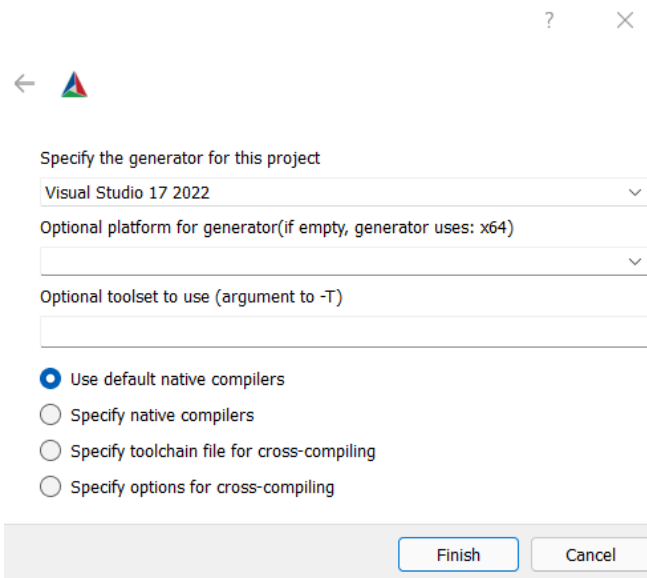 ?
Specify the generator for this project
Visual Studio 17 2022
Optional platform for generator(if empty, generator uses: x64)
Optional toolset to use (argument to -T)
Use default native compilers
Specify native compilers
Specify toolchain file for cross-compiling
Specify options for cross-compiling
Finish Cancel